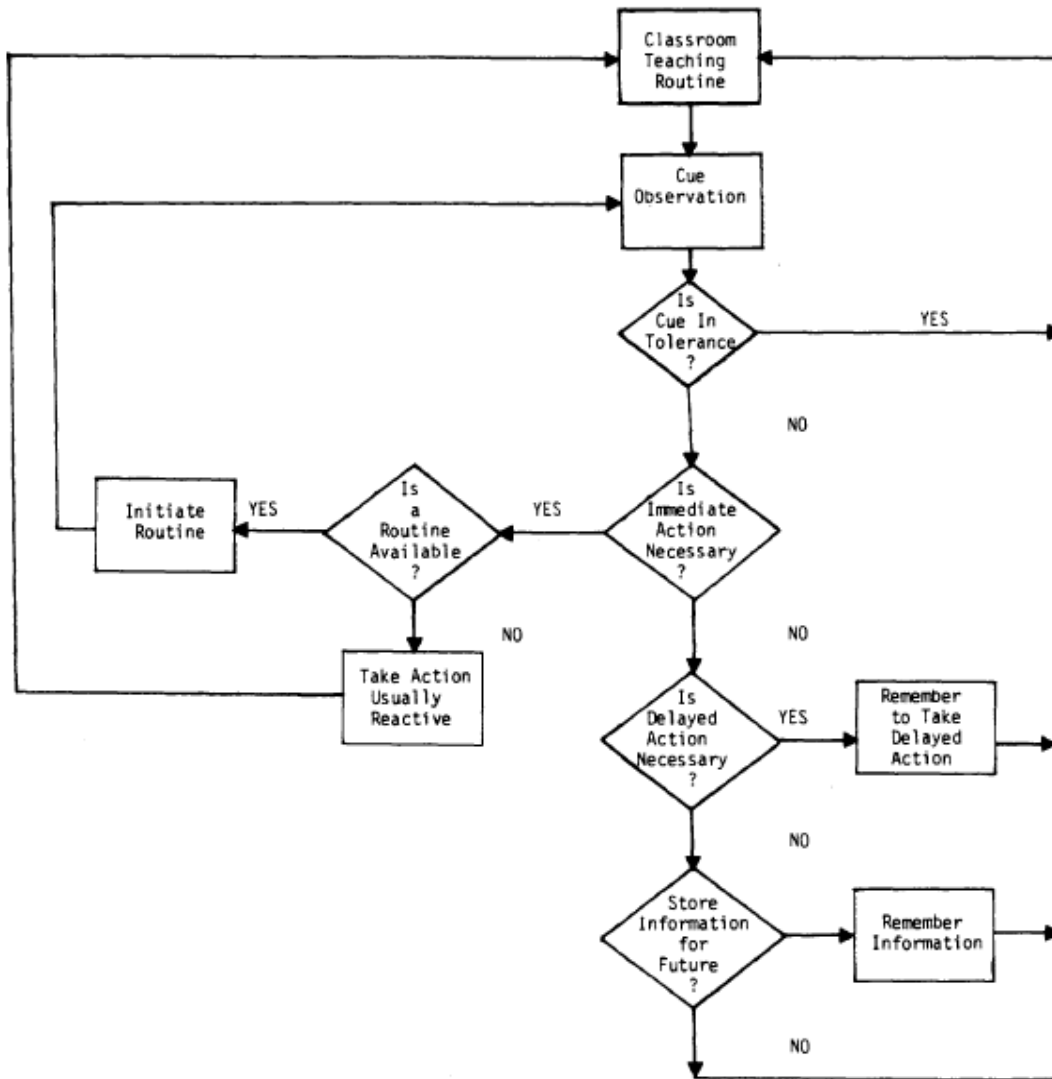 Classroom
Teaching
Routine
Cue
Observation
Is
Cue In
Tolerance
?
YES
NO
Is
Immediate
Action
Necessary
?
YES
Is
a
Routine
Available
?
YES
Initiate
Routine
NO
Take Action
Usually
Reactive
NO
Is
Delayed
Action
Necessary
?
YES
Remember
to Take
Delayed
Action
NO
Store
Information
for
Future
?
Remember
Information
NO